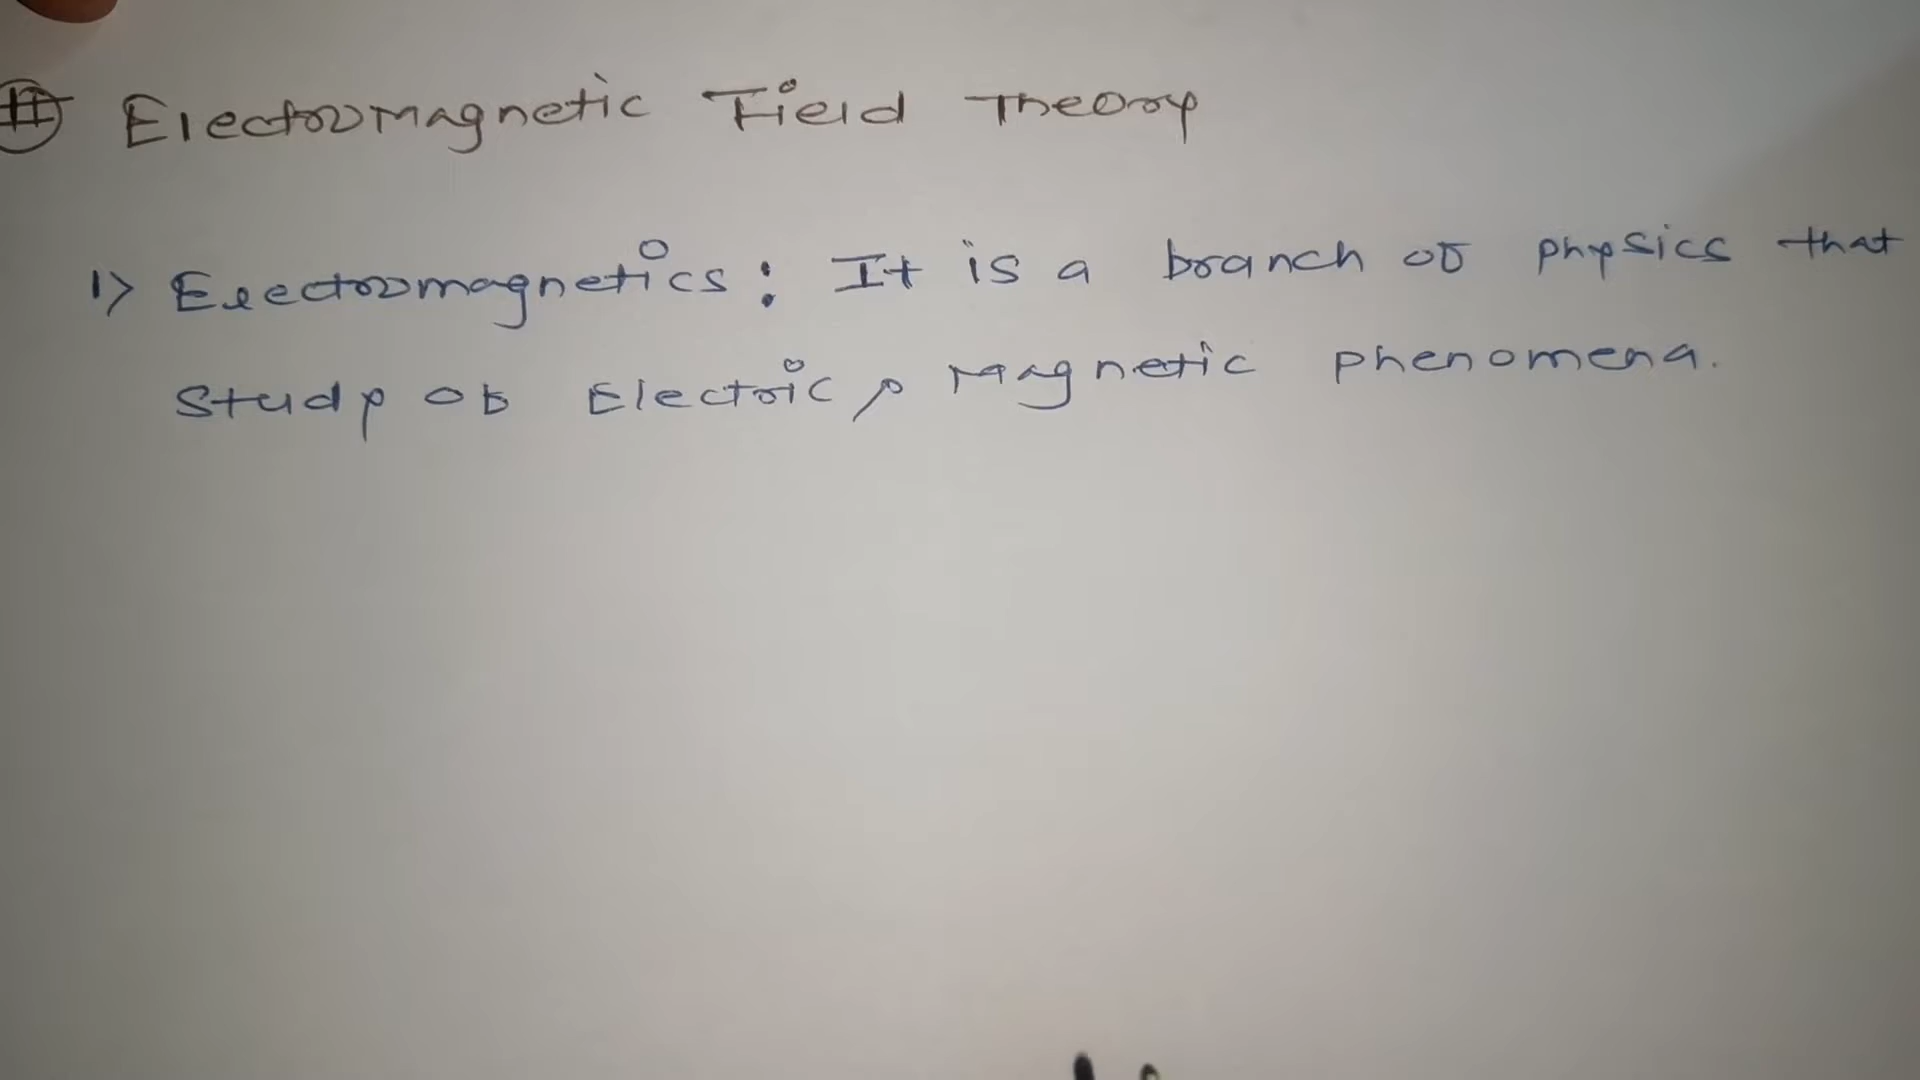 # Electromagnetic Field Theory
1) Electromagnetics: It is a branch of physics that
Study of Electric, Magnetic phenomena.